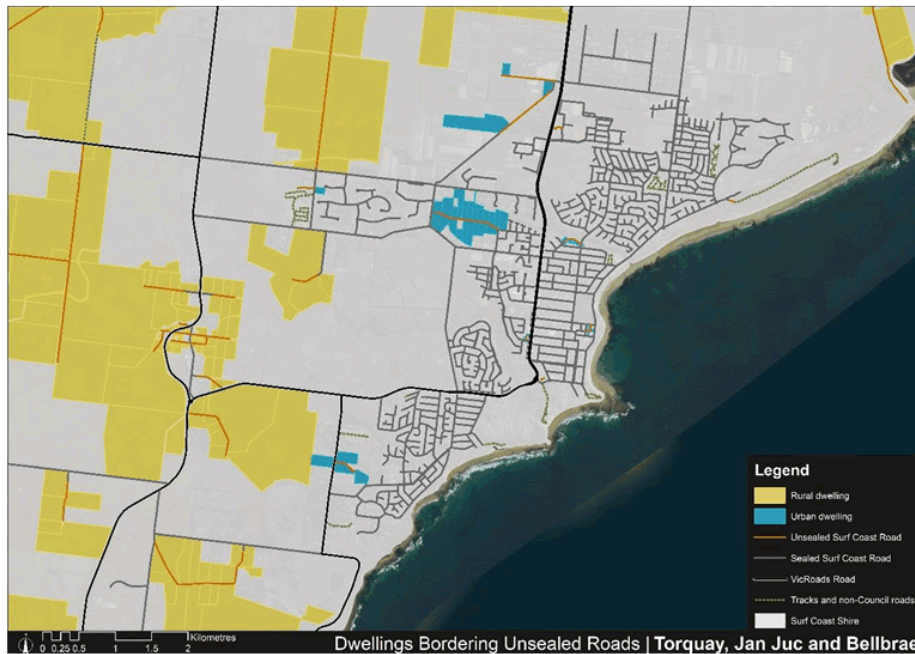 Legend
Rural dwelling
Urban dwelling
Unsealed Surf Coast Road
Sealed Surf Coast Road
VicRoads Road
Tracks and non-Council roads
Surf Coast Shire
Kilometres
0 0.25 0.5 1 1.5 2
Dwellings Bordering Unsealed Roads | Torquay, Jan Juc and Bellbrae